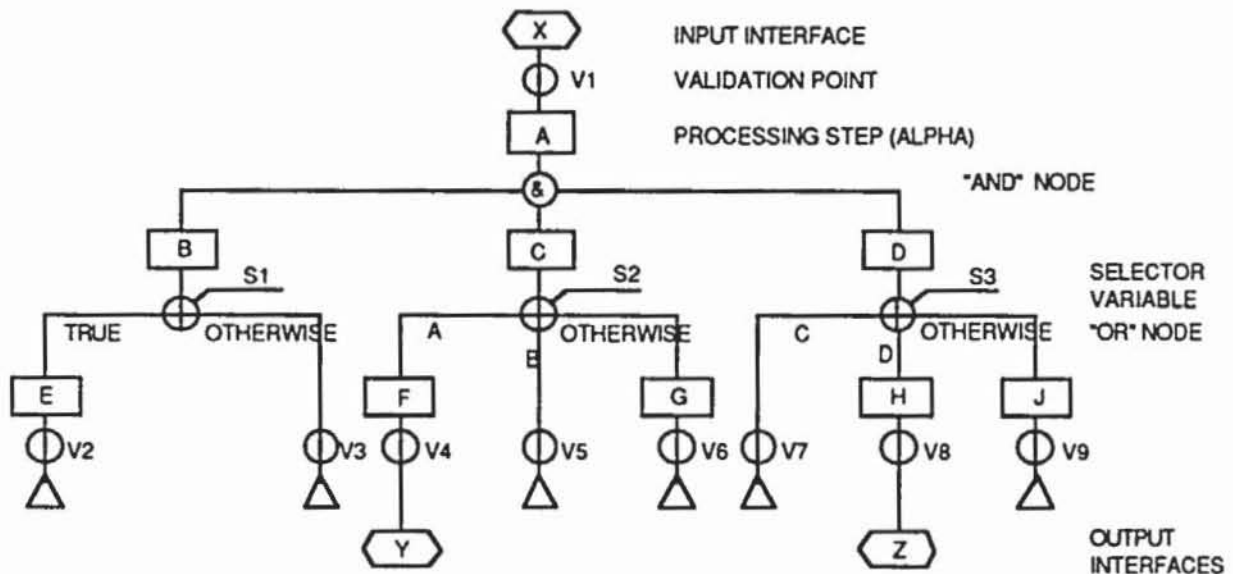 X INPUT INTERFACE
V1 VALIDATION POINT
A PROCESSING STEP (ALPHA)
& "AND" NODE
B C D
S1 S2 S3 SELECTOR
VARIABLE
TRUE OTHERWISE A OTHERWISE C OTHERWISE "OR" NODE
B D
E F G H J
V2 V3 V4 V5 V6 V7 V8 V9
Y Z OUTPUT
INTERFACES